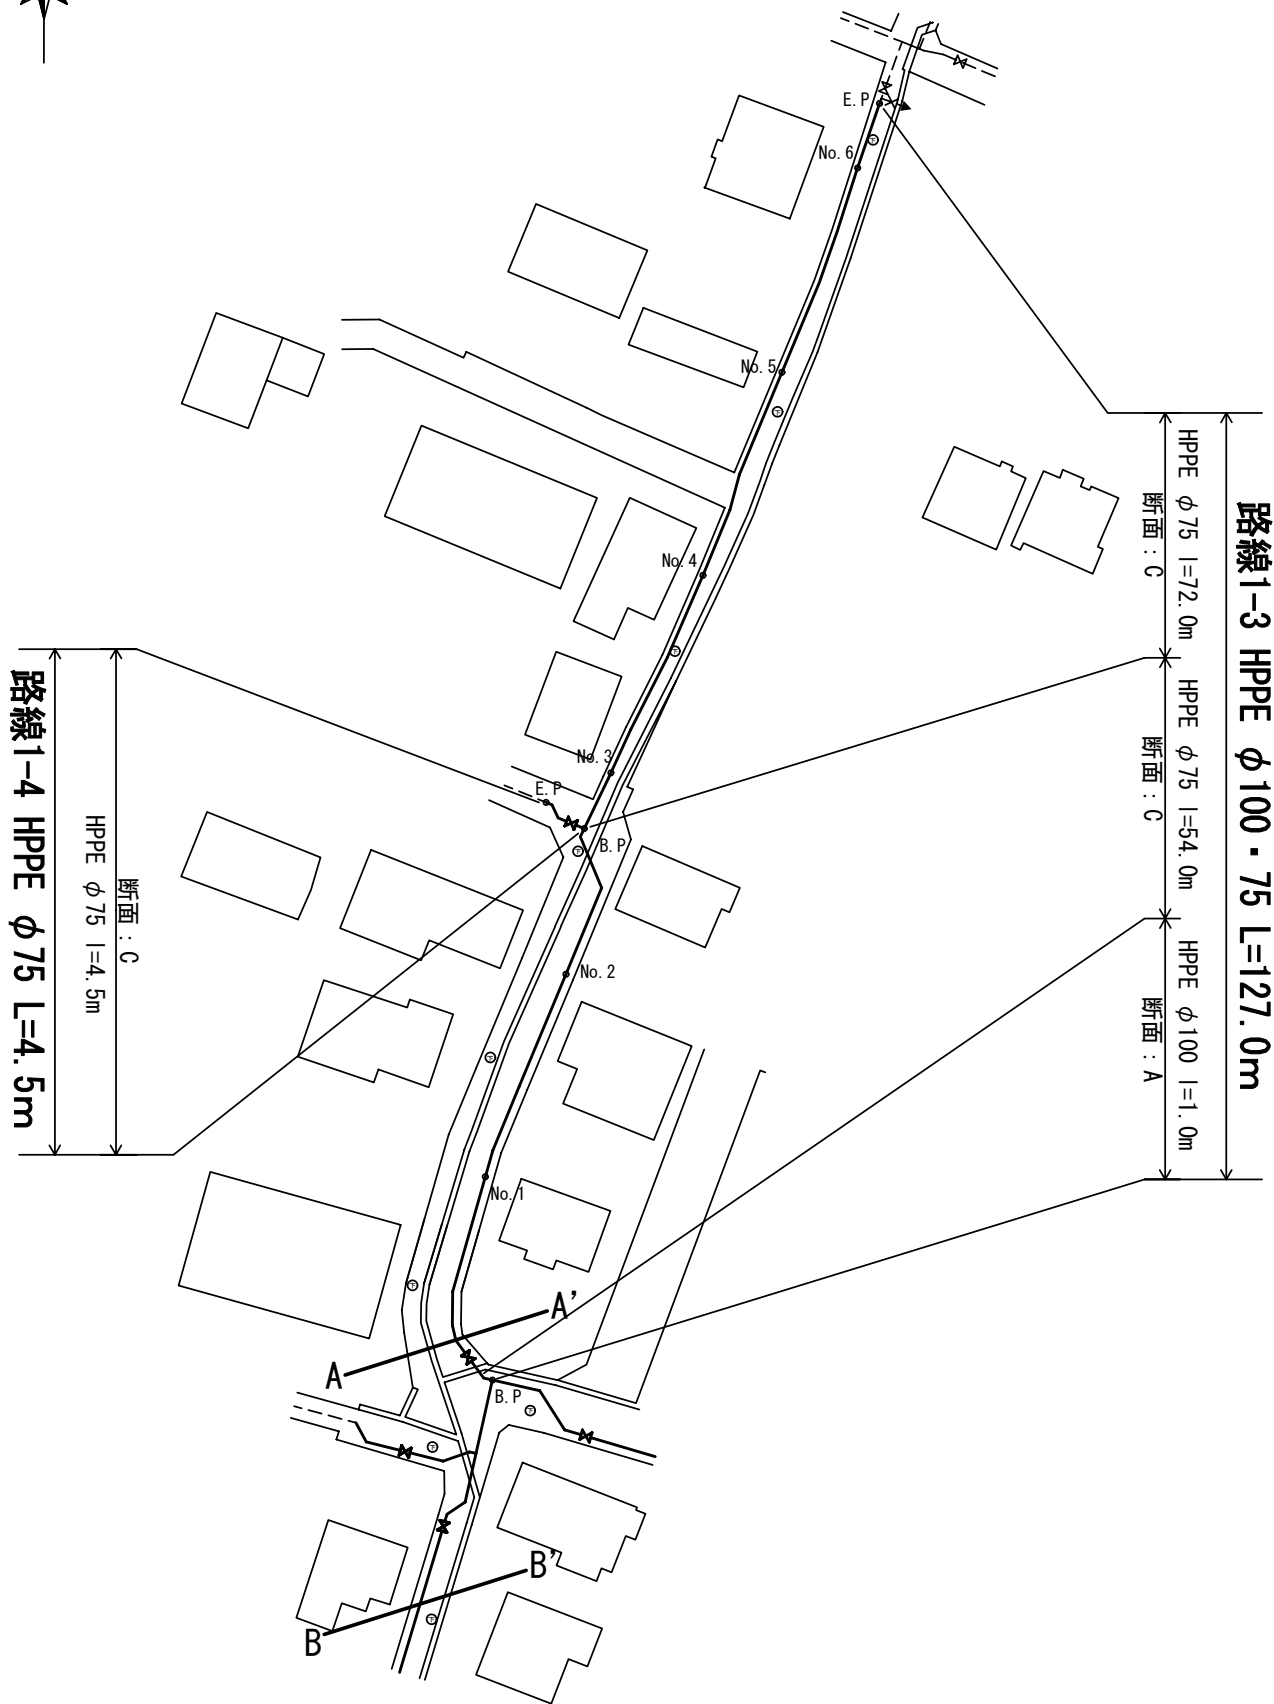 E.P
No.6
No.5
No.4
No.3
E.P
B.P
No.2
No.1
A'
A
B.P
B'
B
路線1-3 HPPE φ100・75 L=127.0m
HPPE φ75 l=72.0m
断面:C
HPPE φ75 l=54.0m
断面:C
HPPE φ100 l=1.0m
断面:A
断面:C
HPPE φ75 l=4.5m
路線1-4 HPPE φ75 L=4.5m